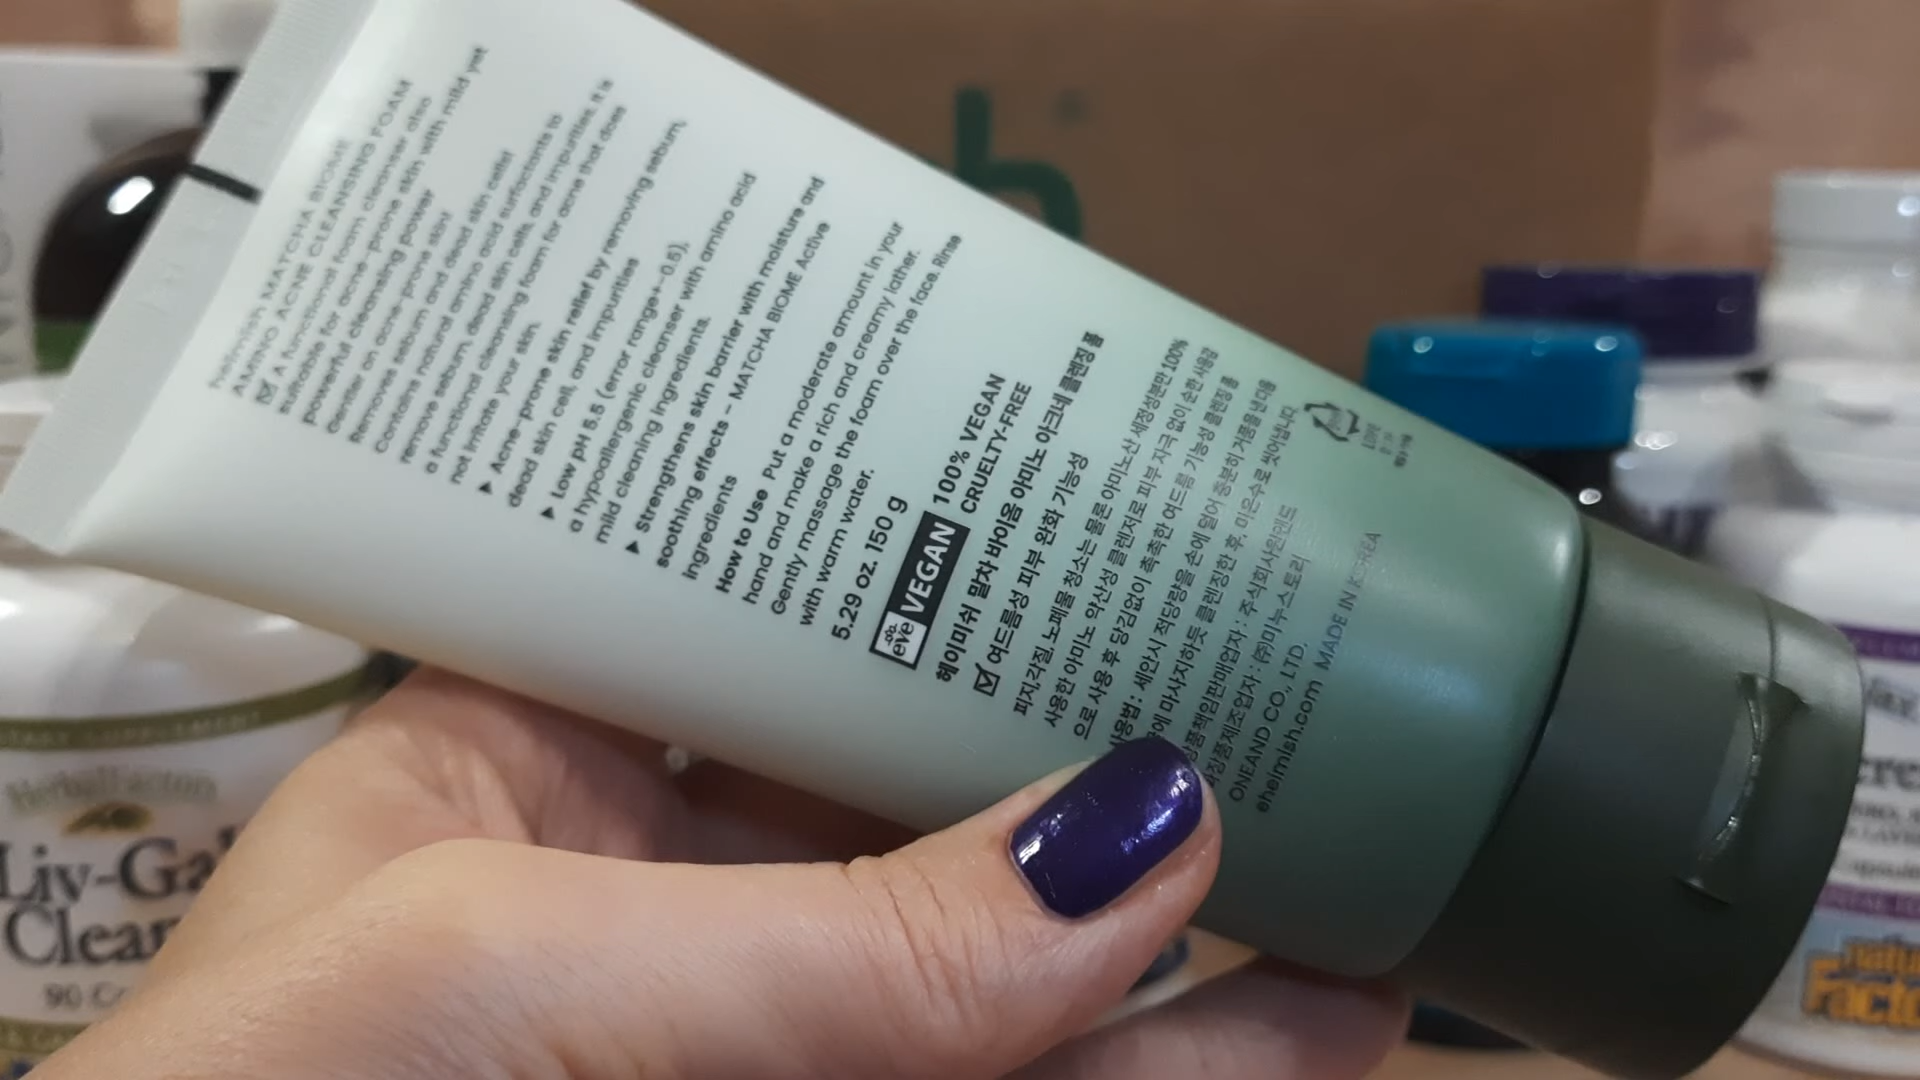 heimish MATCHA BIOME
AMINO ACNE CLEANSING FOAM
☑ A functional foam cleanser also
suitable for acne-prone skin with mild yet
powerful cleansing power
Gentler on acne-prone skin!
Removes sebum and dead skin cells!
Contains natural amino acid surfactants to
remove sebum, dead skin cells, and impurities. It is
a functional cleansing foam for acne that does
not irritate your skin.
▶ Acne-prone skin relief by removing sebum,
dead skin cell, and impurities
▶ Low pH 5.5 (error range+-0.5)),
a hypoallergenic cleanser with amino acid
mild cleaning ingredients.
▶ Strengthens skin barrier with moisture and
soothing effects - MATCHA BIOME Active
ingredients
How to Use Put a moderate amount in your
hand and make a rich and creamy lather.
Gently massage the foam over the face. Rinse
with warm water.
5.29 oz. 150 g
eve VEGAN 100% VEGAN
CRUELTY-FREE
헤이미쉬 말차 바이옴 아미노 아크네 클렌징 폼
☑ 여드름성 피부 완화 기능성
피지,각질,노폐물 청소는 물론 아미노산 세정성분만 100%
사용한 아미노 약산성 클렌저로 피부 자극 없이 순한 사용감
으로 사용 후 당김없이 촉촉한 여드름 기능성 클렌징 폼
사용법: 세안시 적당량을 손에 덜어 충분히 거품을 낸 다음
에 마사지하듯 클렌징한 후, 미온수로 씻어냅니다.
품책임판매업자 : 주식회사원앤드
화장품제조업자 : ㈜미뉴스토리
ONEAND CO., LTD.
eheimish.com MADE IN KOREA
OTHER
b
DIETARY SUPPLEMENT
HerbalFactors
Liv-Gal
Clean
90
natural
Factors